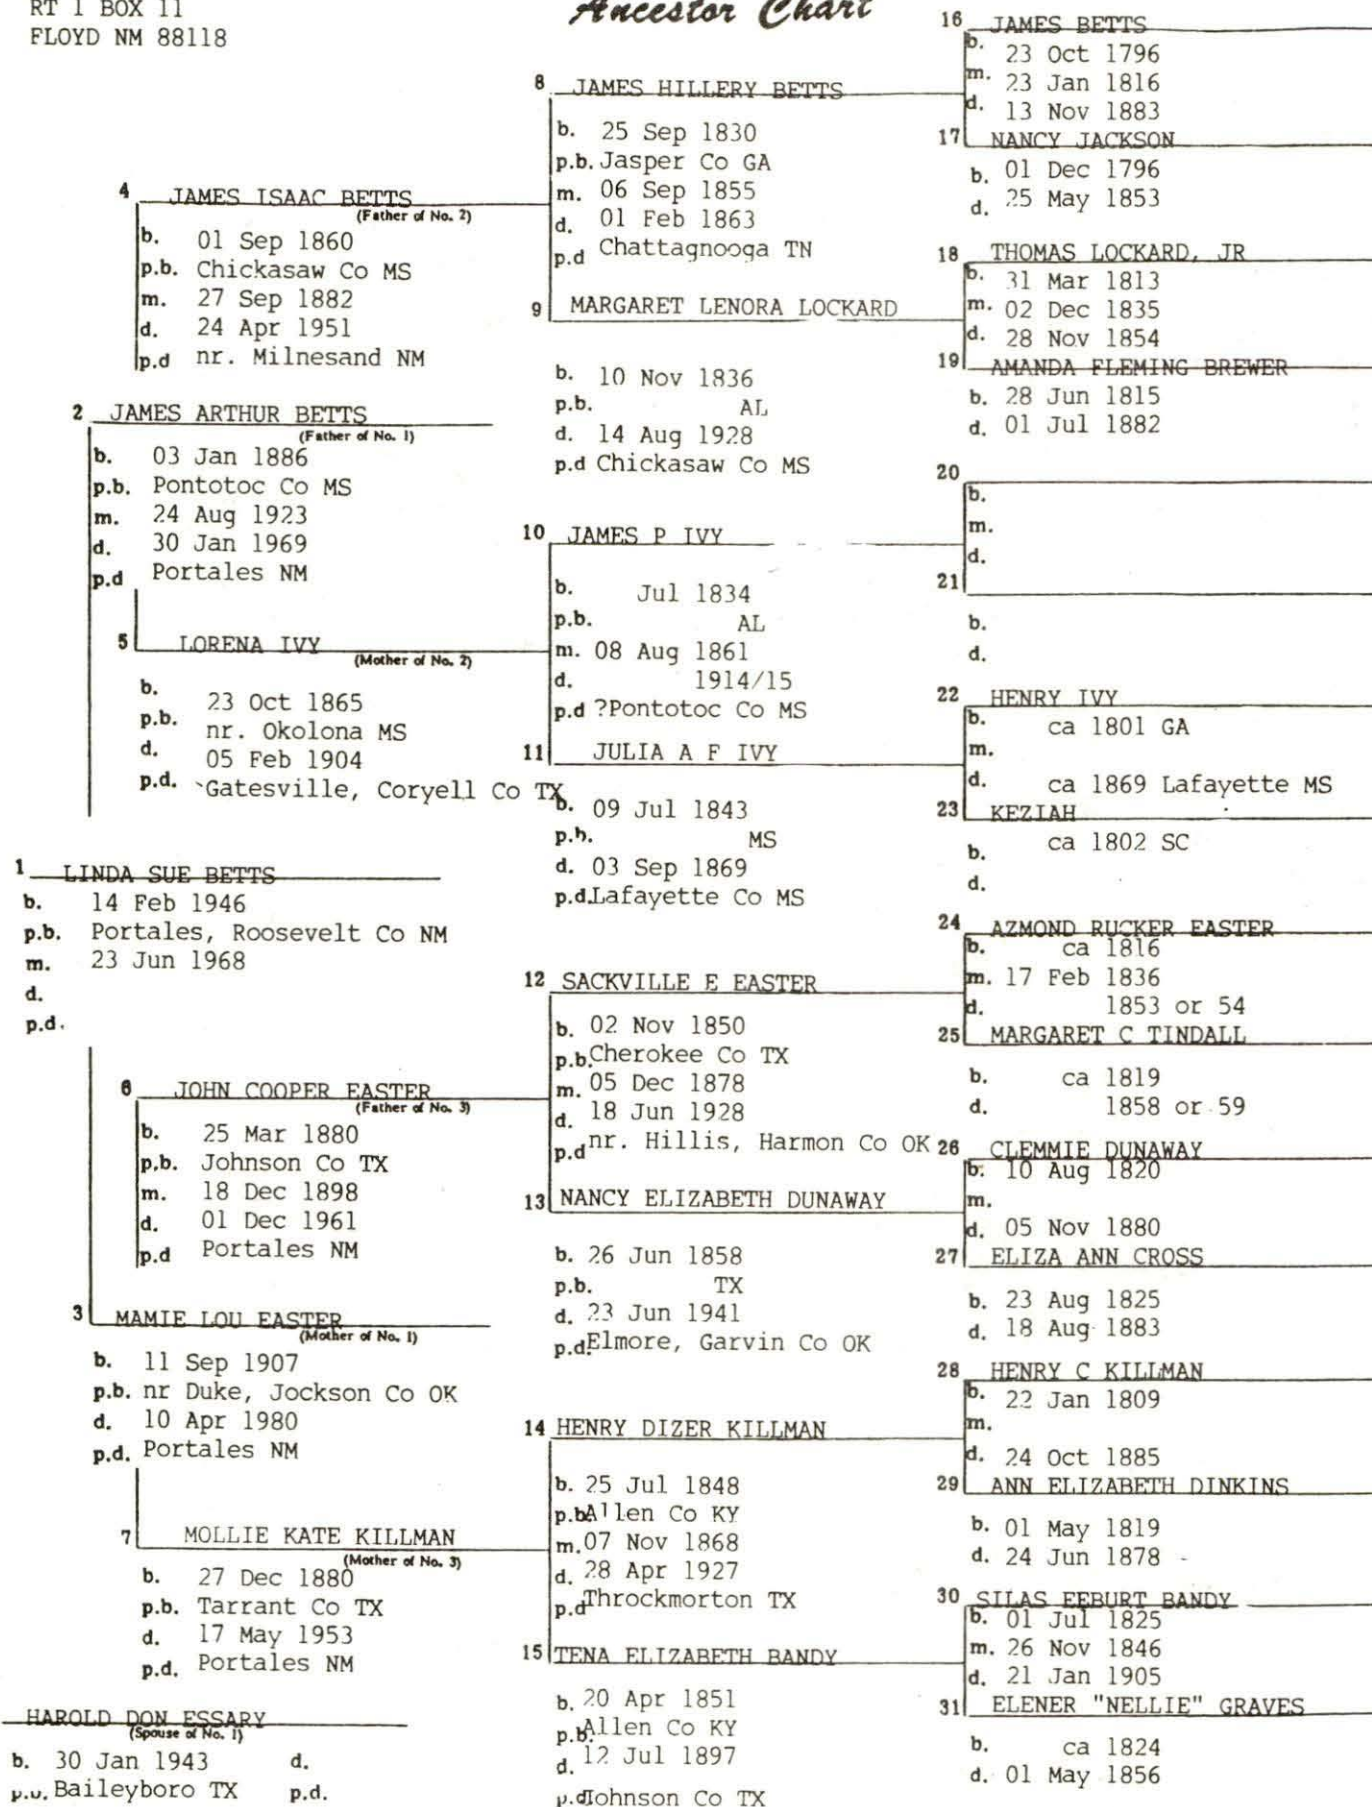 RT 1 BOX 11
FLOYD NM 88118
Ancestor Chart
1 LINDA SUE BETTS
b. 14 Feb 1946
p.b. Portales, Roosevelt Co NM
m. 23 Jun 1968
d.
p.d.
HAROLD DON ESSARY
(Spouse of No. 1)
b. 30 Jan 1943 d.
p.b. Baileyboro TX p.d.
2 JAMES ARTHUR BETTS
(Father of No. 1)
b. 03 Jan 1886
p.b. Pontotoc Co MS
m. 24 Aug 1923
d. 30 Jan 1969
p.d Portales NM
3 MAMIE LOU EASTER
(Mother of No. 1)
b. 11 Sep 1907
p.b. nr Duke, Jockson Co OK
d. 10 Apr 1980
p.d. Portales NM
4 JAMES ISAAC BETTS
(Father of No. 2)
b. 01 Sep 1860
p.b. Chickasaw Co MS
m. 27 Sep 1882
d. 24 Apr 1951
p.d nr. Milnesand NM
5 LORENA IVY
(Mother of No. 2)
b. 23 Oct 1865
p.b. nr. Okolona MS
d. 05 Feb 1904
p.d. Gatesville, Coryell Co TX
6 JOHN COOPER EASTER
(Father of No. 3)
b. 25 Mar 1880
p.b. Johnson Co TX
m. 18 Dec 1898
d. 01 Dec 1961
p.d Portales NM
7 MOLLIE KATE KILLMAN
(Mother of No. 3)
b. 27 Dec 1880
p.b. Tarrant Co TX
d. 17 May 1953
p.d. Portales NM
8 JAMES HILLERY BETTS
b. 25 Sep 1830
p.b. Jasper Co GA
m. 06 Sep 1855
d. 01 Feb 1863
p.d Chattagnooga TN
9 MARGARET LENORA LOCKARD
b. 10 Nov 1836
p.b. AL
d. 14 Aug 1928
p.d Chickasaw Co MS
10 JAMES P IVY
b. Jul 1834
p.b. AL
m. 08 Aug 1861
d. 1914/15
p.d ?Pontotoc Co MS
11 JULIA A F IVY
b. 09 Jul 1843
p.b. MS
d. 03 Sep 1869
p.d. Lafayette Co MS
12 SACKVILLE E EASTER
b. 02 Nov 1850
p.b. Cherokee Co TX
m. 05 Dec 1878
d. 18 Jun 1928
p.d nr. Hillis, Harmon Co OK
13 NANCY ELIZABETH DUNAWAY
b. 26 Jun 1858
p.b. TX
d. 23 Jun 1941
p.d. Elmore, Garvin Co OK
14 HENRY DIZER KILLMAN
b. 25 Jul 1848
p.b. Allen Co KY
m. 07 Nov 1868
d. 28 Apr 1927
p.d Throckmorton TX
15 TENA ELIZABETH BANDY
b. 20 Apr 1851
p.b. Allen Co KY
d. 12 Jul 1897
p.d. Johnson Co TX
16 JAMES BETTS
b. 23 Oct 1796
m. 23 Jan 1816
d. 13 Nov 1883
17 NANCY JACKSON
b. 01 Dec 1796
d. 25 May 1853
18 THOMAS LOCKARD, JR
b. 31 Mar 1813
m. 02 Dec 1835
d. 28 Nov 1854
19 AMANDA FLEMING BREWER
b. 28 Jun 1815
d. 01 Jul 1882
20
b.
m.
d.
21
b.
d.
22 HENRY IVY
b. ca 1801 GA
m.
d. ca 1869 Lafayette MS
23 KEZIAH
b. ca 1802 SC
d.
24 AZMOND RUCKER EASTER
b. ca 1816
m. 17 Feb 1836
d. 1853 or 54
25 MARGARET C TINDALL
b. ca 1819
d. 1858 or 59
26 CLEMMIE DUNAWAY
b. 10 Aug 1820
m.
d. 05 Nov 1880
27 ELIZA ANN CROSS
b. 23 Aug 1825
d. 18 Aug 1883
28 HENRY C KILLMAN
b. 22 Jan 1809
m.
d. 24 Oct 1885
29 ANN ELIZABETH DINKINS
b. 01 May 1819
d. 24 Jun 1878
30 SILAS EEBURT BANDY
b. 01 Jul 1825
m. 26 Nov 1846
d. 21 Jan 1905
31 ELENER "NELLIE" GRAVES
b. ca 1824
d. 01 May 1856